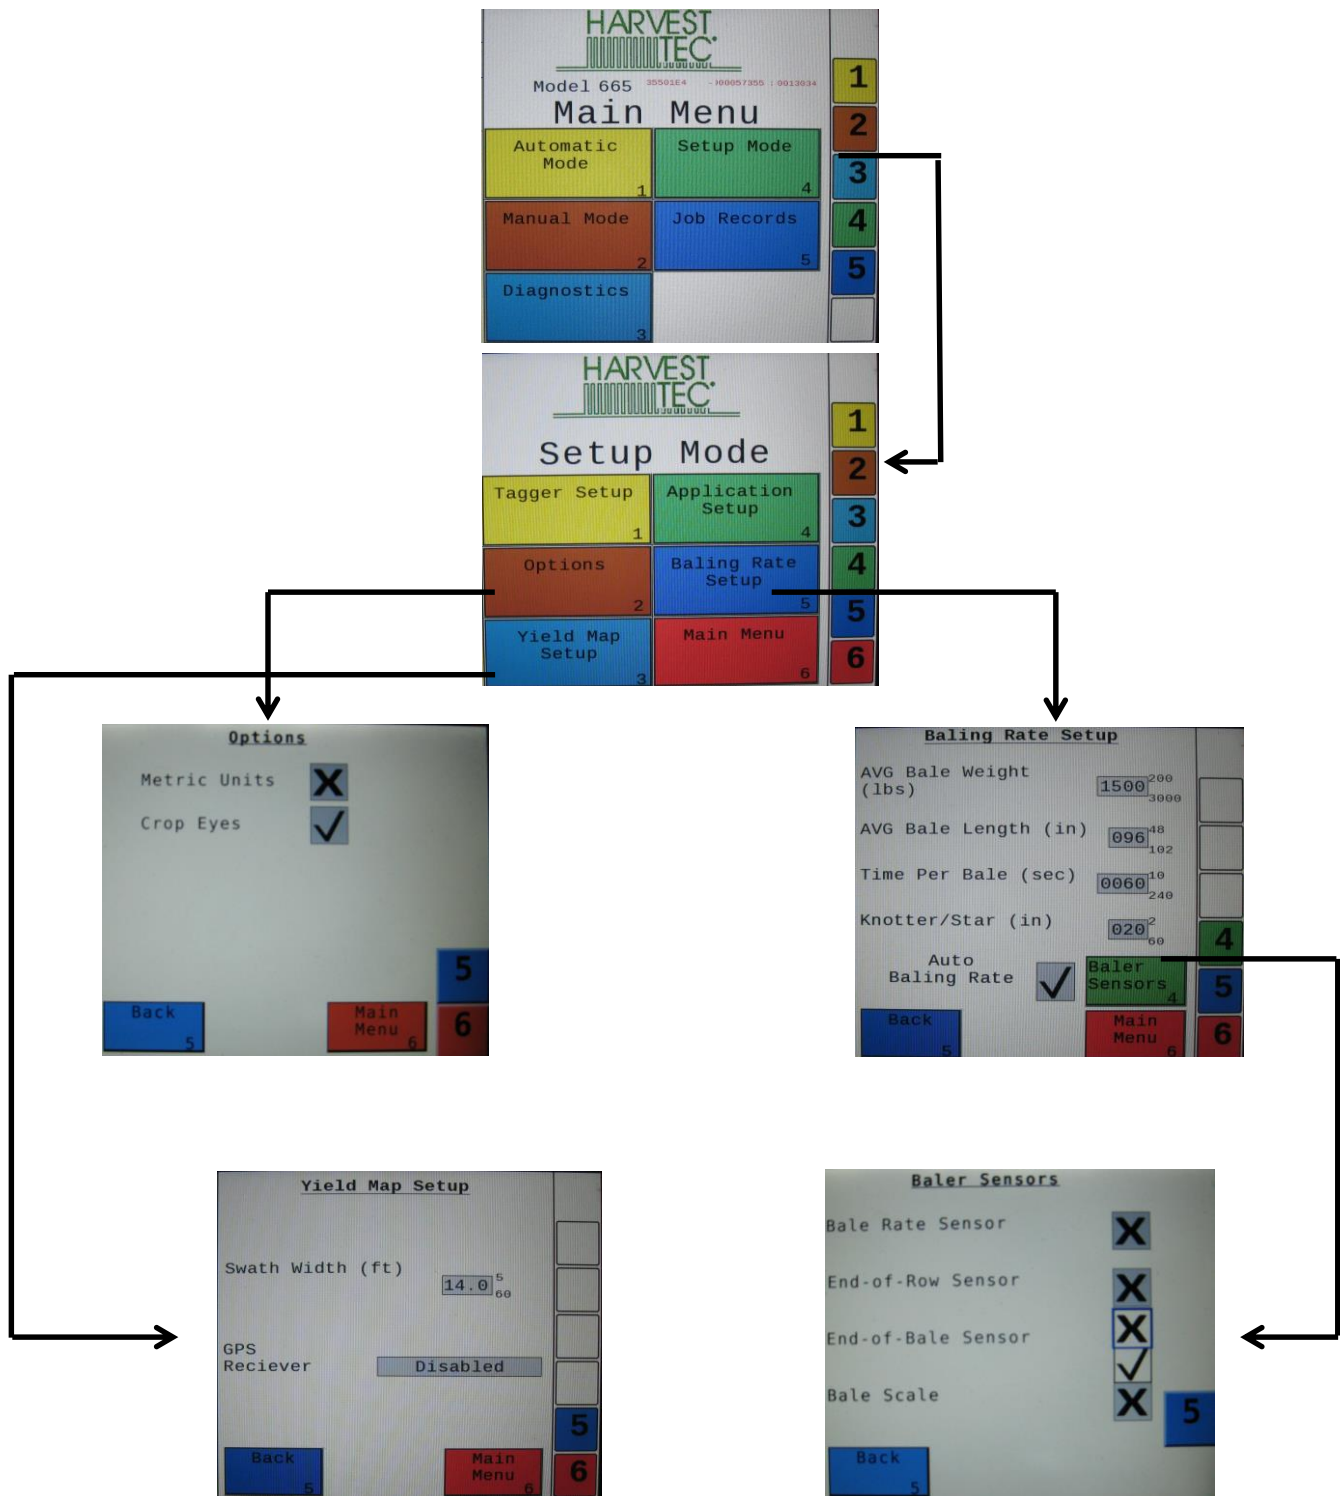 HARVEST
TEC
Model 665
Main Menu
1
2
3
4
5
Automatic
Mode
1
Setup Mode
4
Manual Mode
2
Job Records
5
Diagnostics
3
HARVEST
TEC
Setup Mode
1
2
3
4
5
6
Tagger Setup
1
Application
Setup
4
Options
2
Baling Rate
Setup
5
Yield Map
Setup
3
Main Menu
6
Options
Metric Units
Crop Eyes
Back
5
Main
Menu
6
5
6
Baling Rate Setup
AVG Bale Weight
(lbs)
1500
200
3000
AVG Bale Length (in)
096
48
102
Time Per Bale (sec)
0060
10
240
Knotter/Star (in)
020
2
60
Auto
Baling Rate
Baler
Sensors
4
Back
5
Main
Menu
6
4
5
6
Yield Map Setup
Swath Width (ft)
14.0
5
60
GPS
Reciever
Disabled
Back
5
Main
Menu
6
5
6
Baler Sensors
Bale Rate Sensor
End-of-Row Sensor
End-of-Bale Sensor
Bale Scale
Back
5
5